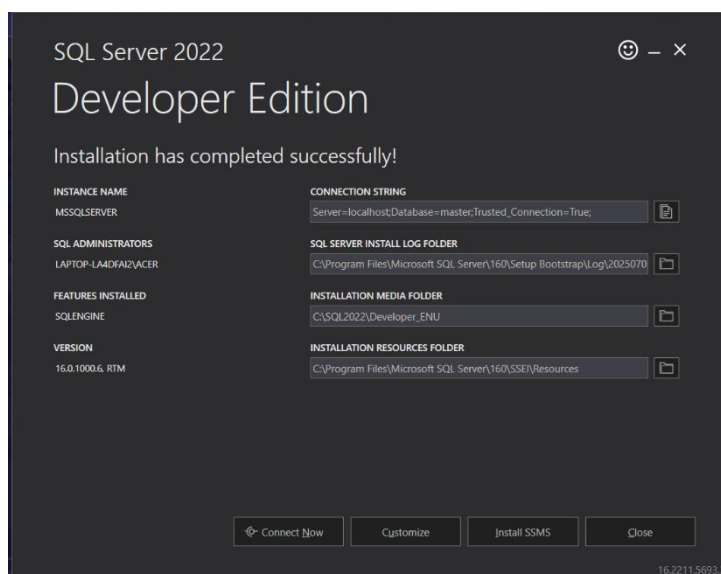 SQL Server 2022
Developer Edition
Installation has completed successfully!
INSTANCE NAME
MSSQLSERVER
CONNECTION STRING
Server=localhost;Database=master;Trusted_Connection=True;
SQL ADMINISTRATORS
LAPTOP-LA4DFAI2\ACER
SQL SERVER INSTALL LOG FOLDER
C:\Program Files\Microsoft SQL Server\160\Setup Bootstrap\Log\2025070
FEATURES INSTALLED
SQLENGINE
INSTALLATION MEDIA FOLDER
C:\SQL2022\Developer_ENU
VERSION
16.0.1000.6, RTM
INSTALLATION RESOURCES FOLDER
C:\Program Files\Microsoft SQL Server\160\SSEI\Resources
Connect Now
Customize
Install SSMS
Close
16.2211.5693.